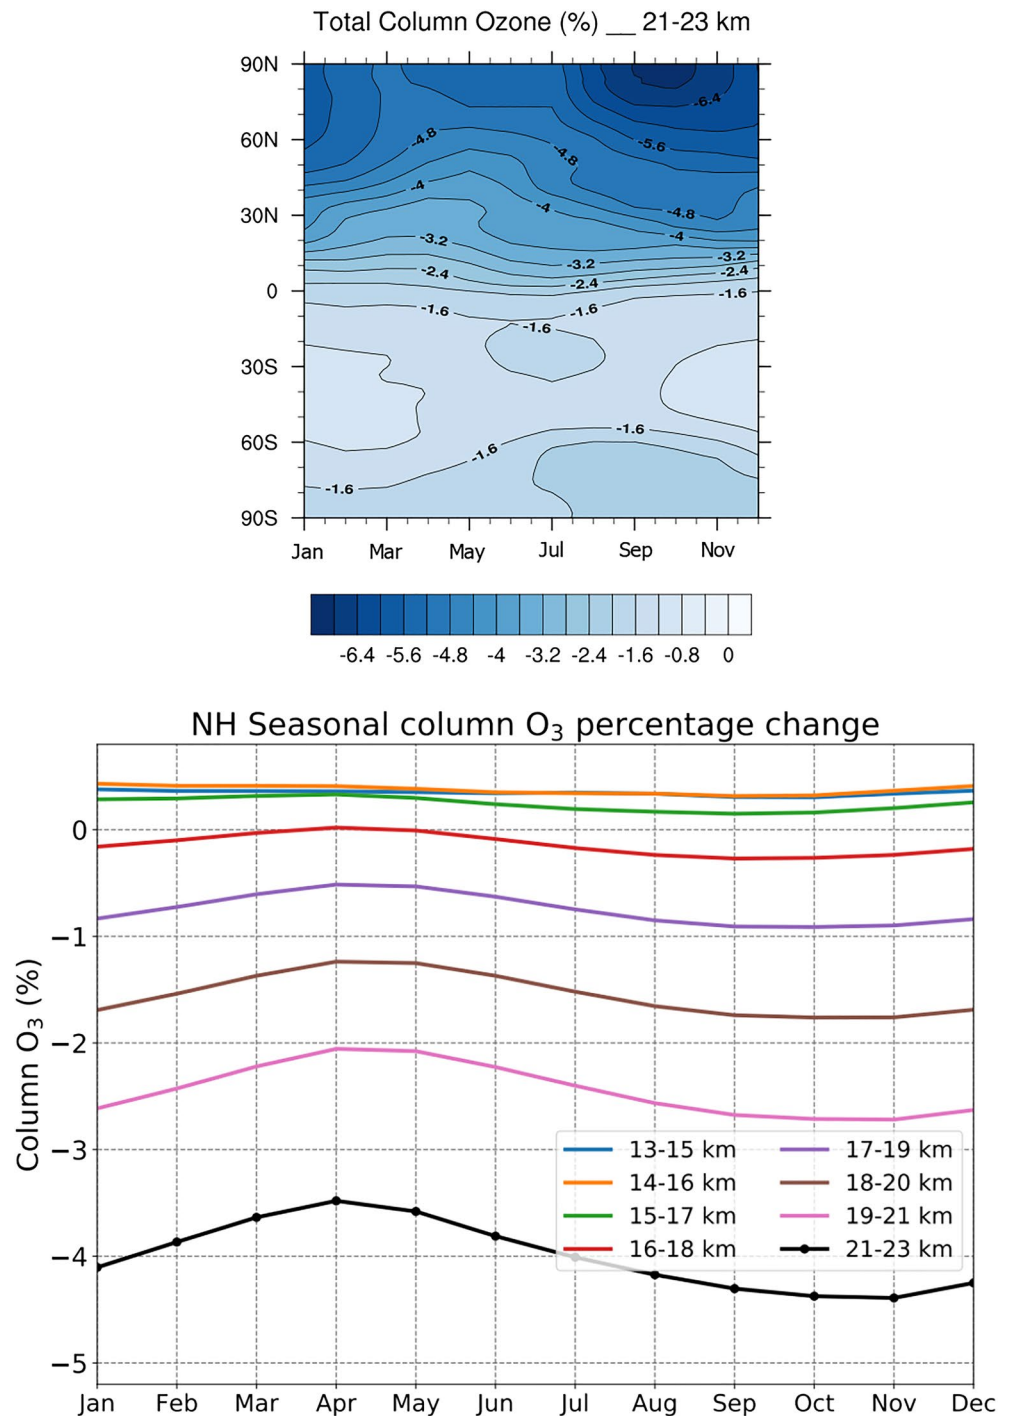 Total Column Ozone (%) __ 21-23 km
90N
60N
30N
0
30S
60S
90S
-6.4
-5.6
-4.8
-4.8
-4.8
-4
-4
-4
-3.2
-3.2
-3.2
-2.4
-2.4
-2.4
-1.6
-1.6
-1.6
-1.6
-1.6
-1.6
-1.6
Jan Mar May Jul Sep Nov
-6.4 -5.6 -4.8 -4 -3.2 -2.4 -1.6 -0.8 0
NH Seasonal column O₃ percentage change
Column O₃ (%)
0
−1
−2
−3
−4
−5
13-15 km 17-19 km
14-16 km 18-20 km
15-17 km 19-21 km
16-18 km 21-23 km
Jan Feb Mar Apr May Jun Jul Aug Sep Oct Nov Dec